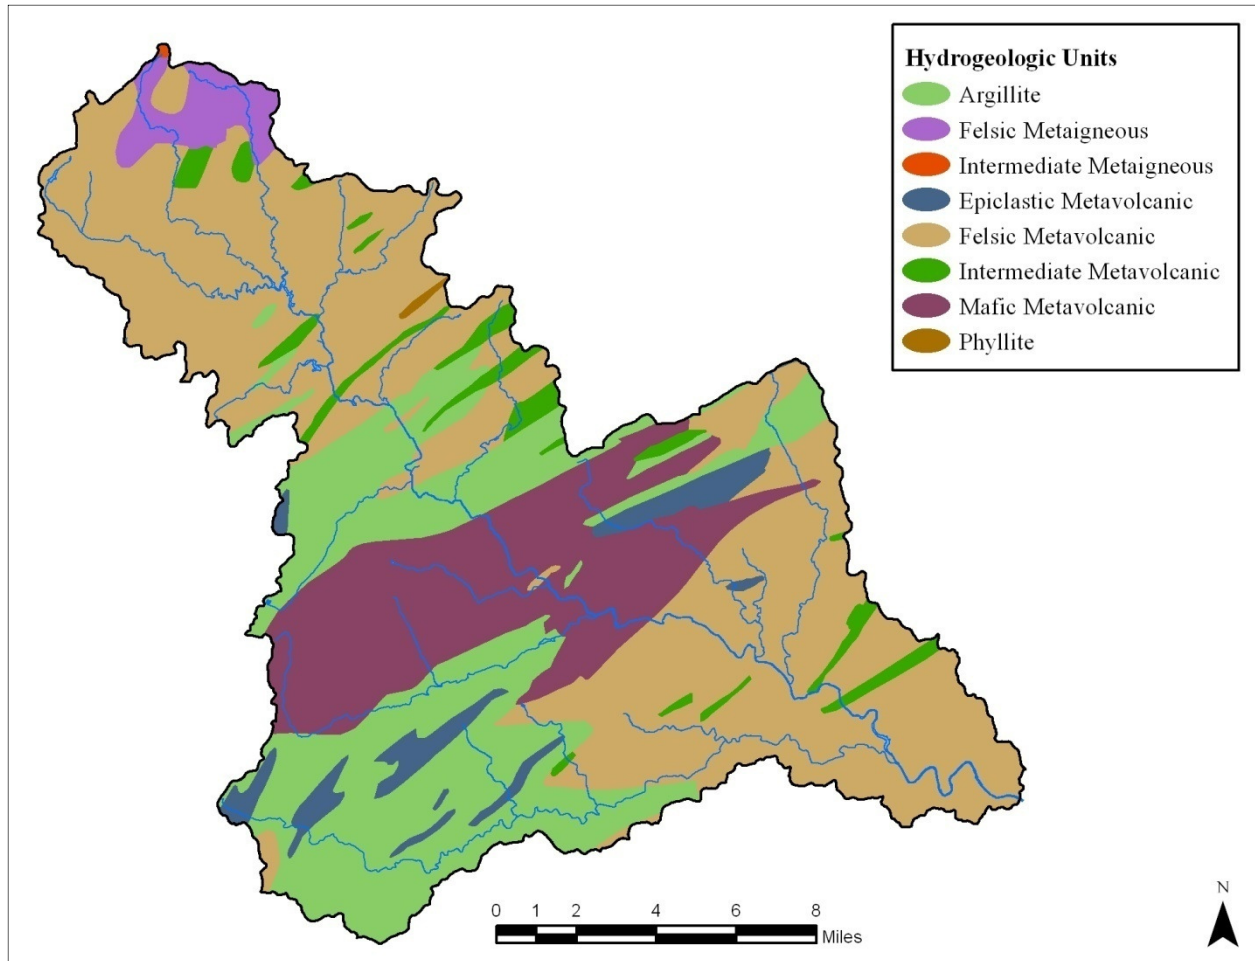 Hydrogeologic Units
Argillite
Felsic Metaigneous
Intermediate Metaigneous
Epiclastic Metavolcanic
Felsic Metavolcanic
Intermediate Metavolcanic
Mafic Metavolcanic
Phyllite
0 1 2 4 6 8
Miles
N